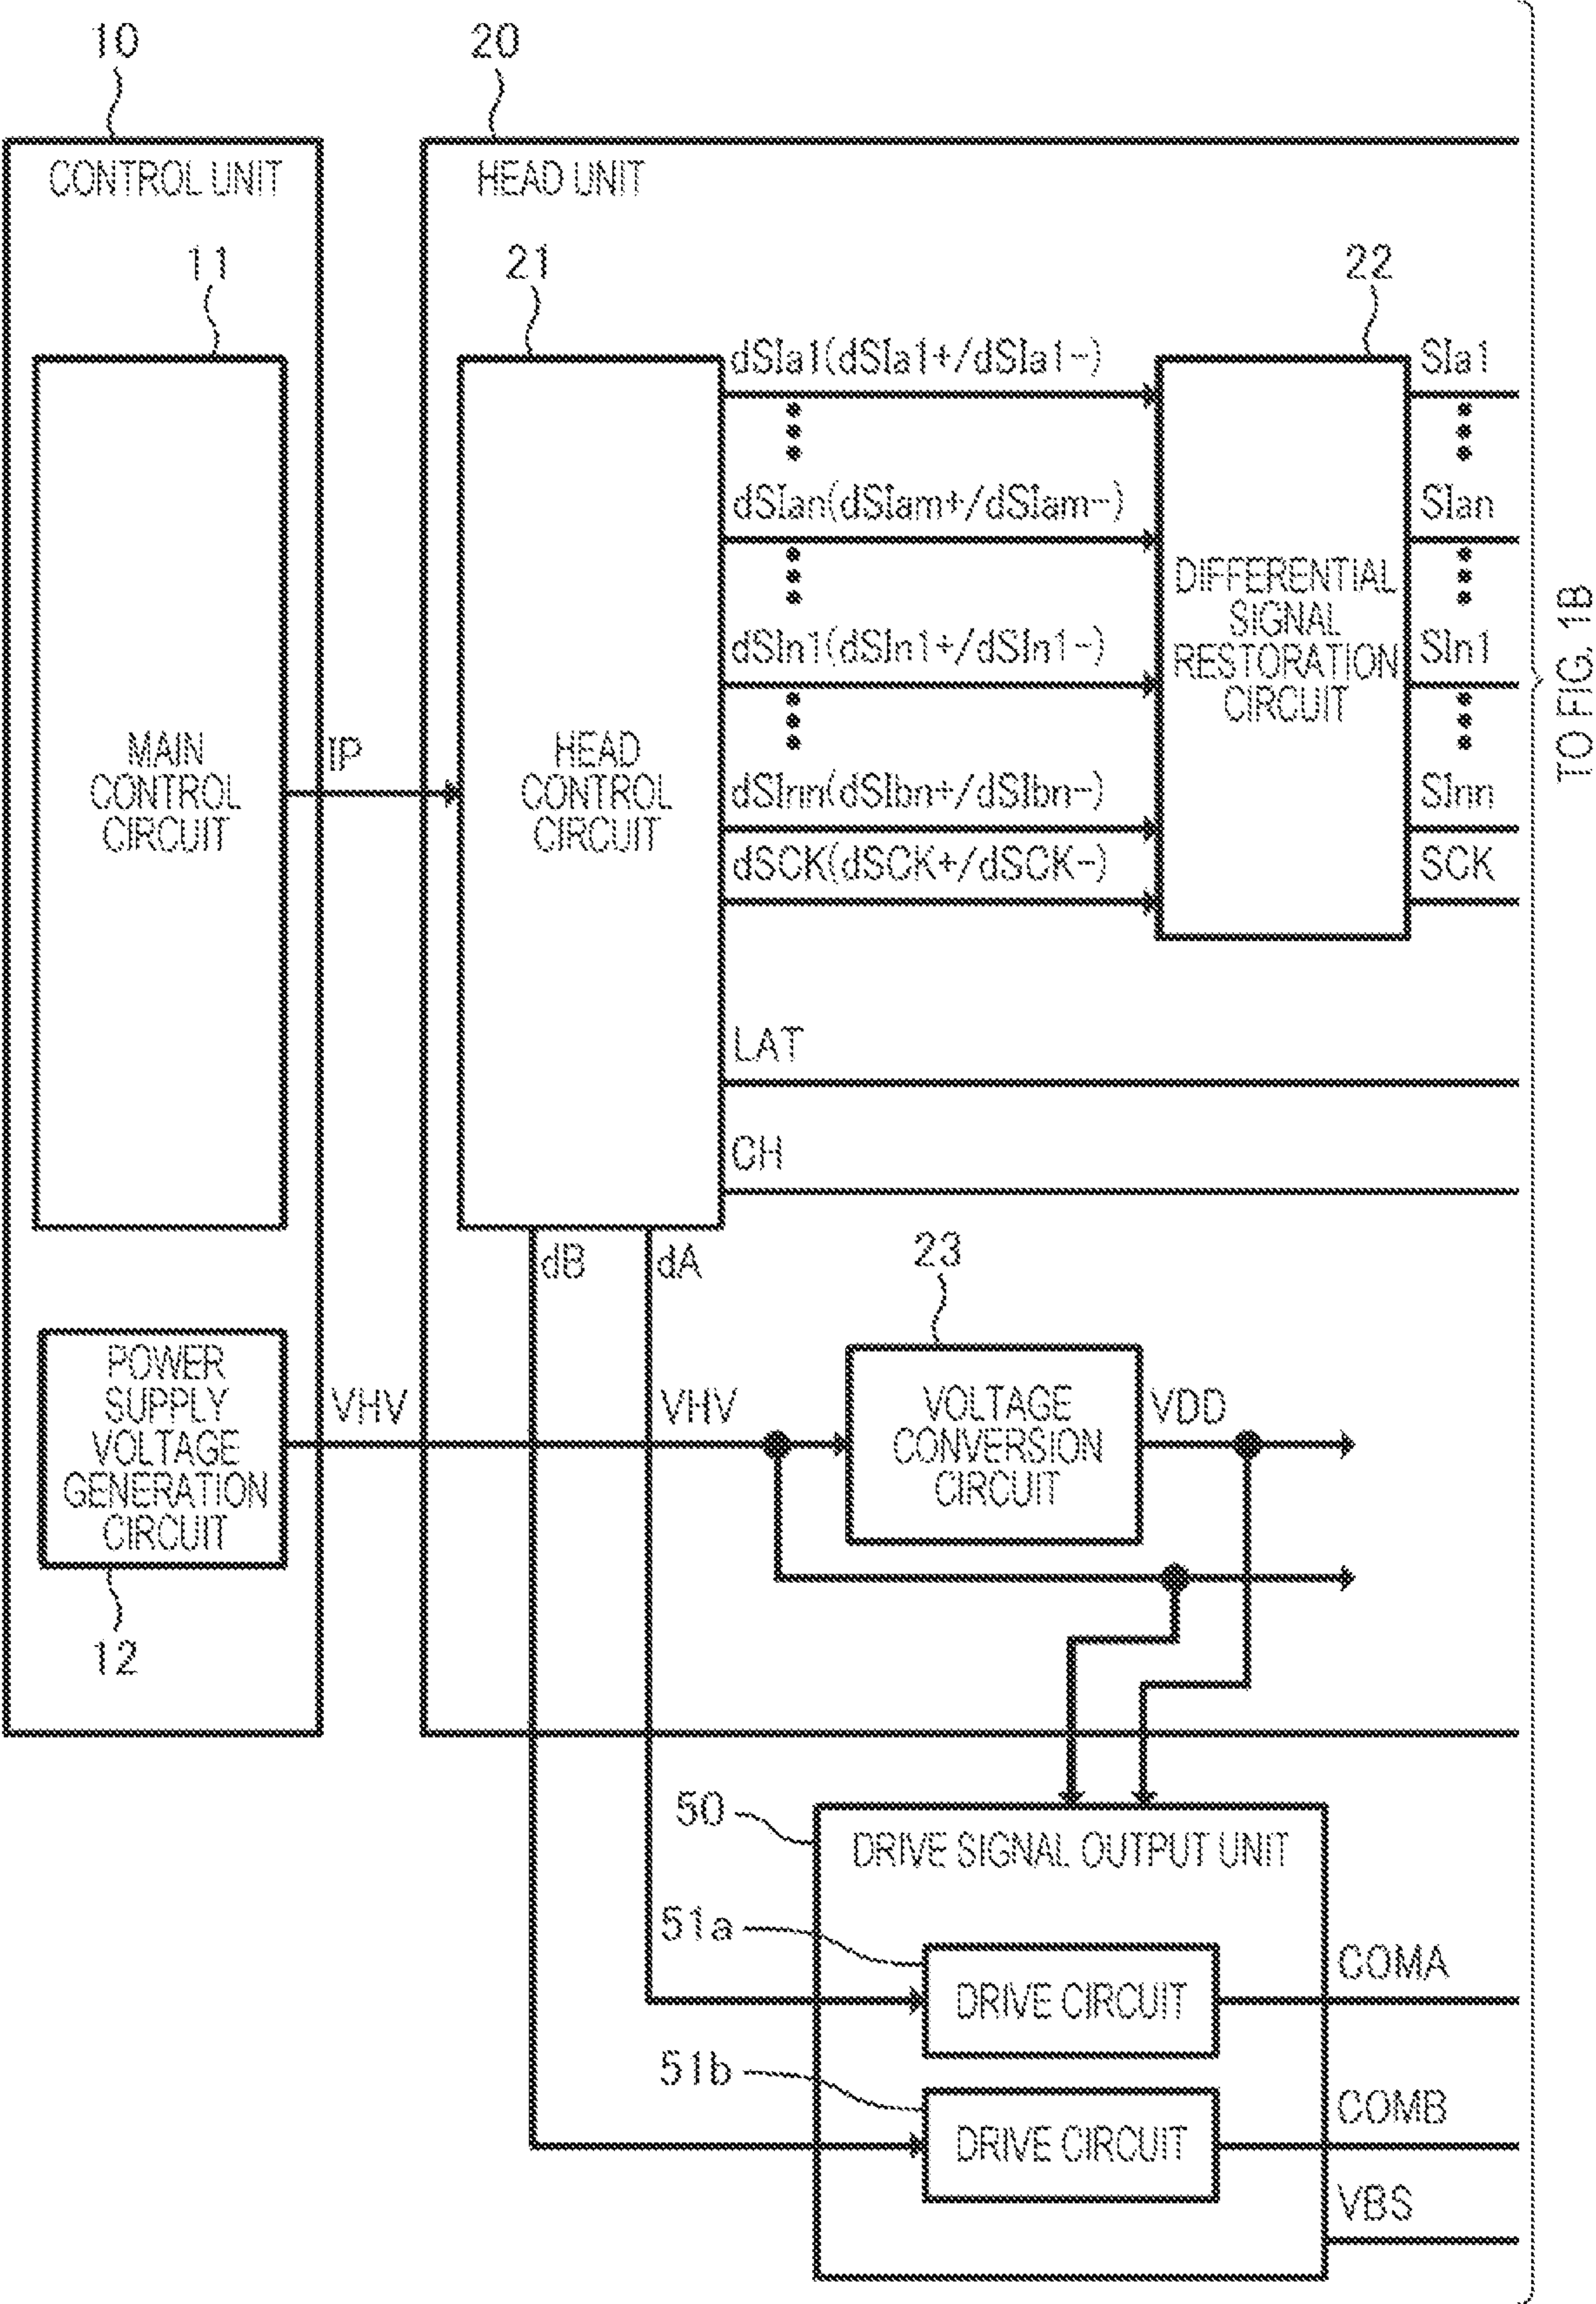 10
20
CONTROL UNIT
HEAD UNIT
11
21
22
dSIa1(dSIa1+/dSIa1-)
SIa1
dSIan(dSIam+/dSIam-)
SIan
DIFFERENTIAL
SIGNAL
RESTORATION
CIRCUIT
dSIn1(dSIn1+/dSIn1-)
SIn1
MAIN
CONTROL
CIRCUIT
IP
HEAD
CONTROL
CIRCUIT
dSInn(dSIbn+/dSIbn-)
SInn
dSCK(dSCK+/dSCK-)
SCK
TO FIG. 1B
LAT
CH
dB
dA
23
POWER
SUPPLY
VOLTAGE
GENERATION
CIRCUIT
VHV
VHV
VOLTAGE
CONVERSION
CIRCUIT
VDD
12
50
DRIVE SIGNAL OUTPUT UNIT
51a
DRIVE CIRCUIT
COMA
51b
DRIVE CIRCUIT
COMB
VBS